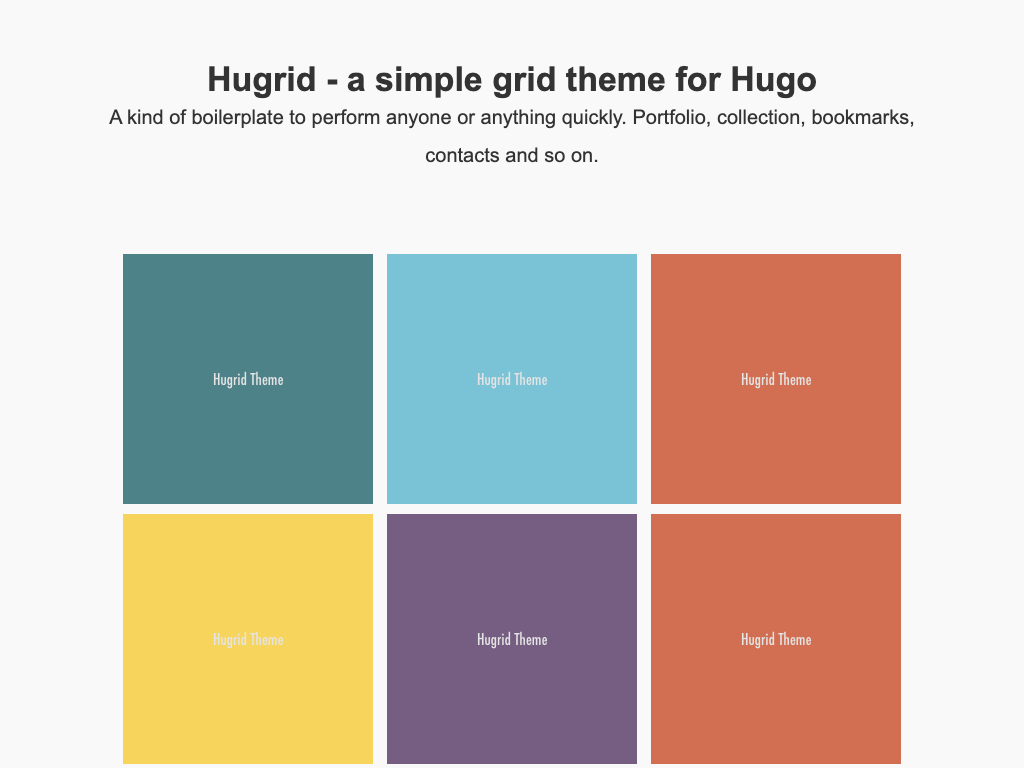 Hugrid - a simple grid theme for Hugo
A kind of boilerplate to perform anyone or anything quickly. Portfolio, collection, bookmarks,
contacts and so on.
Hugrid Theme
Hugrid Theme
Hugrid Theme
Hugrid Theme
Hugrid Theme
Hugrid Theme